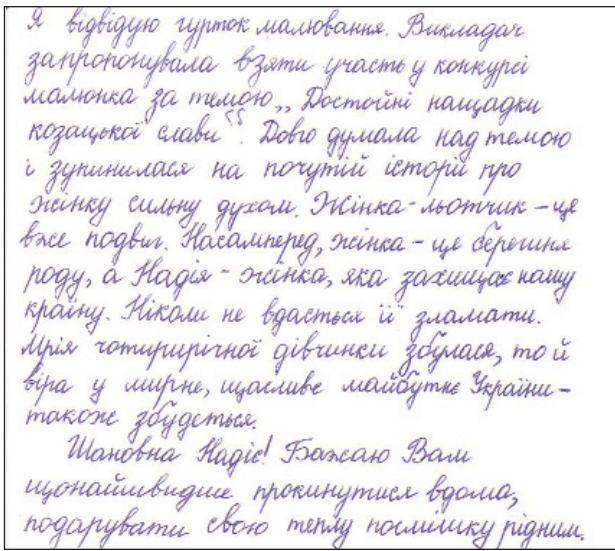 Я відвідую гурток малювання. Викладач
запропонувала взяти участь у конкурсі
малюнка за темою „Достойні нащадки
козацької слави“. Довго думала над темою
і зупинилася на почутій історії про
жінку сильну духом. Жінка-льотчик – це
вже подвиг. Насамперед, жінка – це берегиня
роду, а Надія – жінка, яка захищає нашу
країну. Ніколи не вдасться її зламати.
Мрія чотирирічної дівчинки збулася, то й
віра у мирне, щасливе майбутнє України –
також збудеться.
Шановна Надіє! Бажаю Вам
щонайшвидше прокинутися вдома,
подарувати свою теплу посмішку рідним.